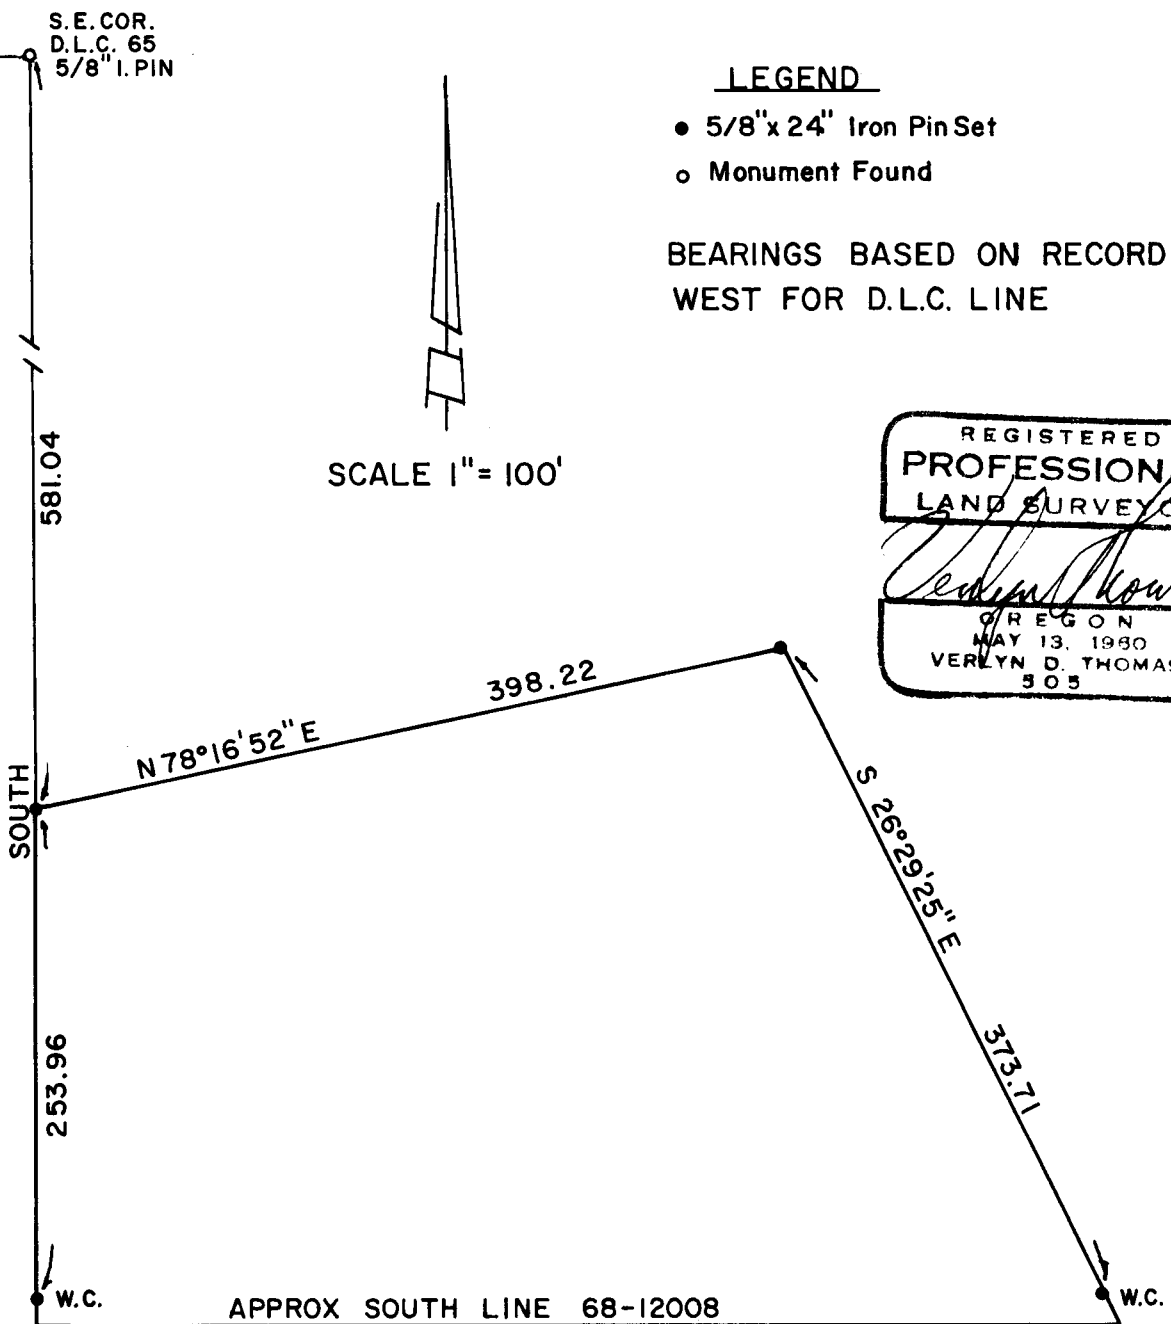 S.E. COR.
D.L.C. 65
5/8" I. PIN
LEGEND
5/8" x 24" Iron Pin Set
Monument Found
BEARINGS BASED ON RECORD
WEST FOR D.L.C. LINE
SCALE 1" = 100'
581.04
REGISTERED
PROFESSION
LAND SURVEYO
OREGON
MAY 13, 1960
VERLYN D. THOMAS
505
N 78°16'52" E
398.22
SOUTH
S 26°29'25" E
373.71
253.96
W.C.
APPROX SOUTH LINE 68-12008
W.C.